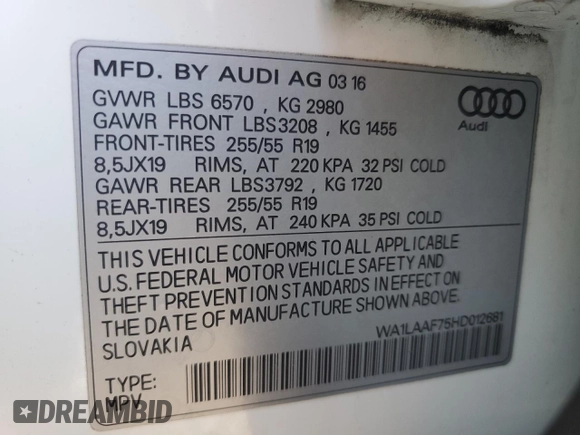 MFD. BY AUDI AG 03 16
GVWR LBS 6570 , KG 2980
GAWR FRONT LBS3208 , KG 1455
FRONT-TIRES 255/55 R19
8,5JX19 RIMS, AT 220 KPA 32 PSI COLD
GAWR REAR LBS3792 , KG 1720
REAR-TIRES 255/55 R19
8,5JX19 RIMS, AT 240 KPA 35 PSI COLD
Audi
THIS VEHICLE CONFORMS TO ALL APPLICABLE
U.S. FEDERAL MOTOR VEHICLE SAFETY AND
THEFT PREVENTION STANDARDS IN EFFECT ON
THE DATE OF MANUFACTURE SHOWN ABOVE.
SLOVAKIA
WA1LAAF75HD012681
TYPE:
MPV
DREAMBID